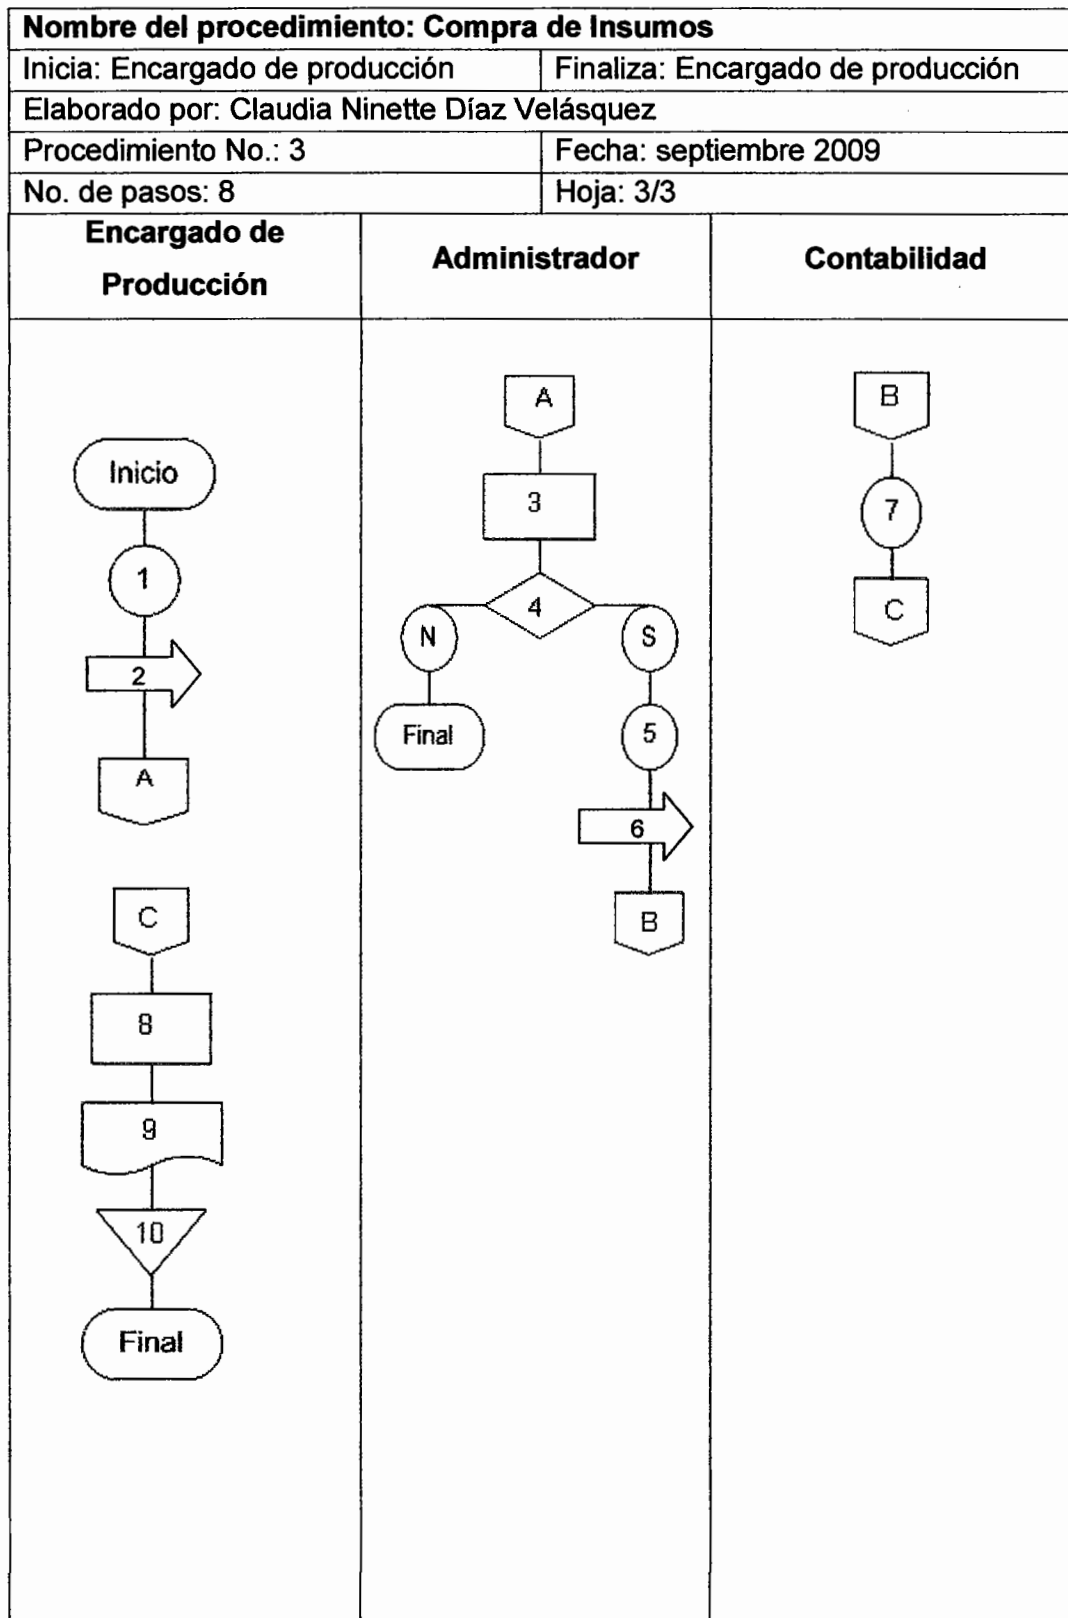 Nombre del procedimiento: Compra de Insumos
Inicia: Encargado de producción
Finaliza: Encargado de producción
Elaborado por: Claudia Ninette Díaz Velásquez
Procedimiento No.: 3
Fecha: septiembre 2009
No. de pasos: 8
Hoja: 3/3
Encargado de
Producción
Administrador
Contabilidad
Inicio
1
2
A
C
8
9
10
Final
A
3
4
N
S
Final
5
6
B
B
7
C